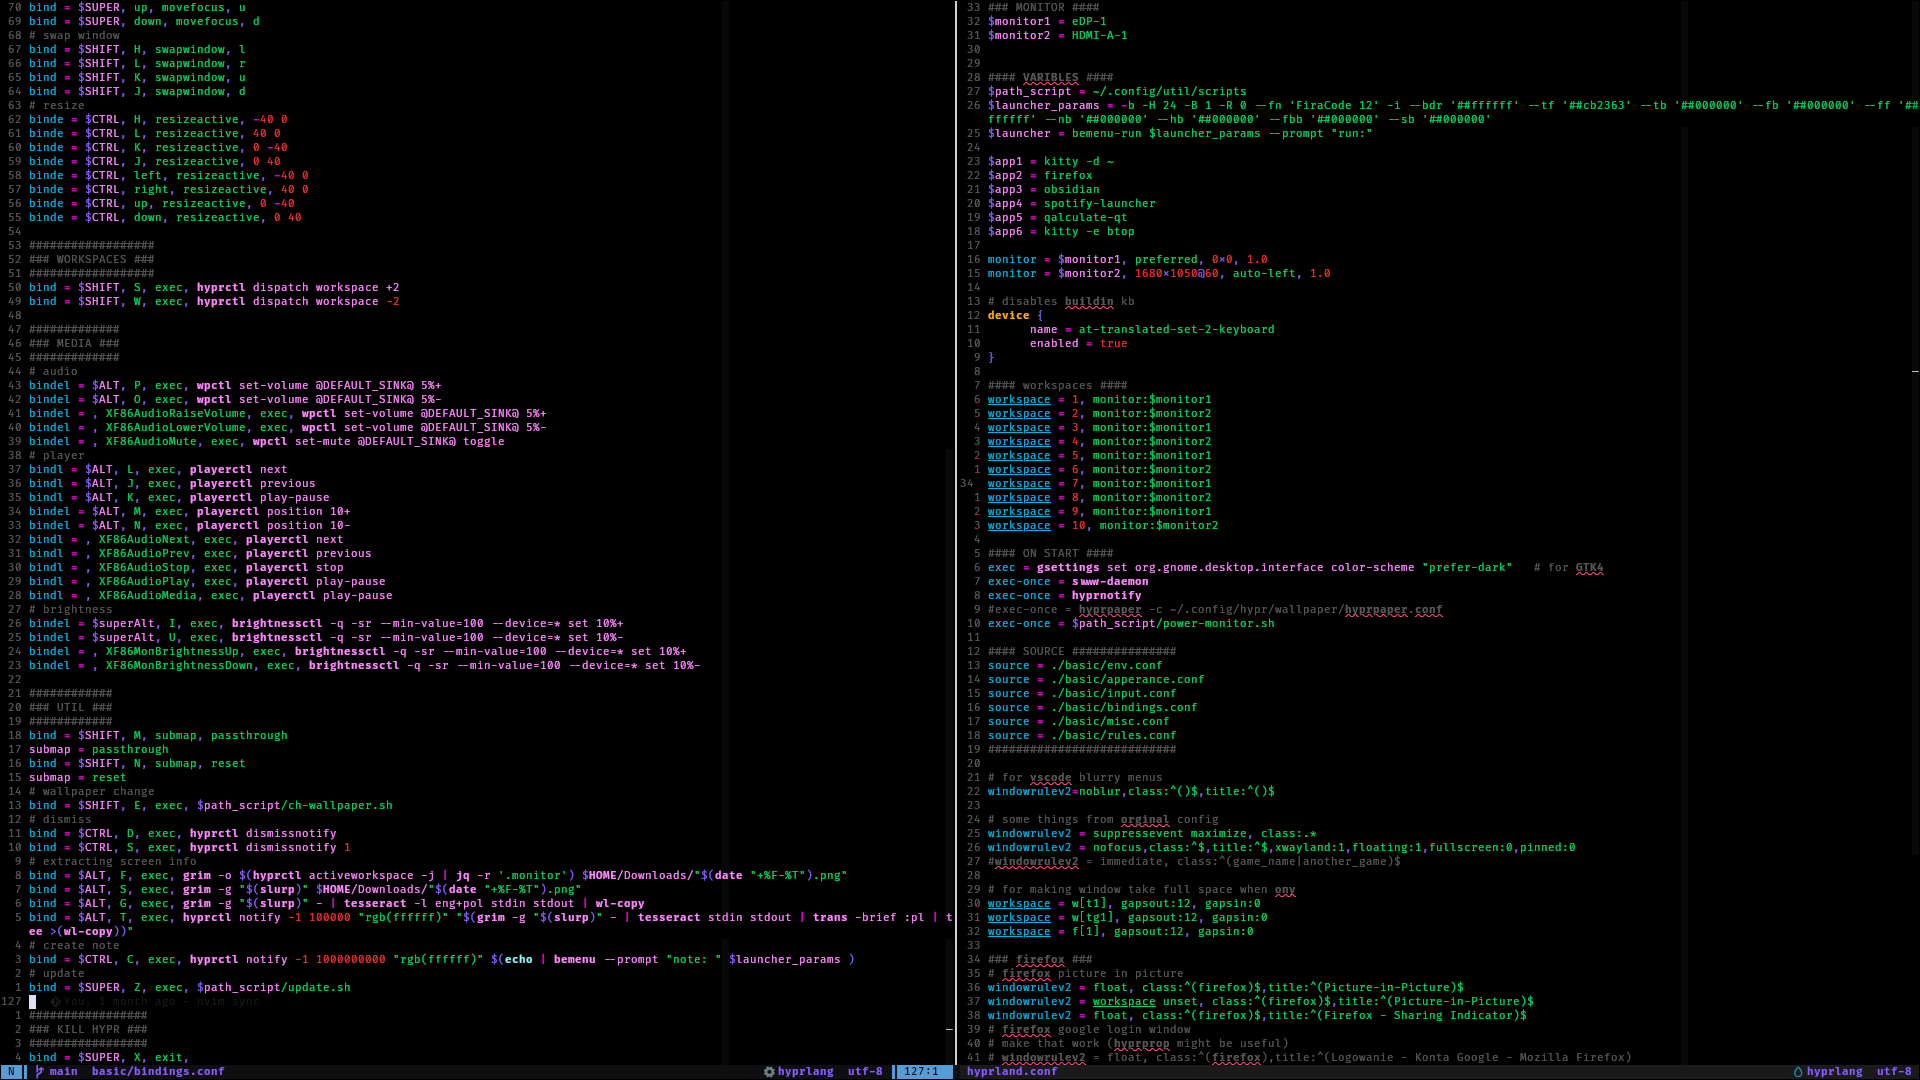 70 bind = $SUPER, up, movefocus, u
69 bind = $SUPER, down, movefocus, d
68 # swap window
67 bind = $SHIFT, H, swapwindow, l
66 bind = $SHIFT, L, swapwindow, r
65 bind = $SHIFT, K, swapwindow, u
64 bind = $SHIFT, J, swapwindow, d
63 # resize
62 binde = $CTRL, H, resizeactive, -40 0
61 binde = $CTRL, L, resizeactive, 40 0
60 binde = $CTRL, K, resizeactive, 0 -40
59 binde = $CTRL, J, resizeactive, 0 40
58 binde = $CTRL, left, resizeactive, -40 0
57 binde = $CTRL, right, resizeactive, 40 0
56 binde = $CTRL, up, resizeactive, 0 -40
55 binde = $CTRL, down, resizeactive, 0 40
54
53 ##################
52 ### WORKSPACES ###
51 ##################
50 bind = $SHIFT, S, exec, hyprctl dispatch workspace +2
49 bind = $SHIFT, W, exec, hyprctl dispatch workspace -2
48
47 #############
46 ### MEDIA ###
45 #############
44 # audio
43 bindel = $ALT, P, exec, wpctl set-volume @DEFAULT_SINK@ 5%+
42 bindel = $ALT, O, exec, wpctl set-volume @DEFAULT_SINK@ 5%-
41 bindel = , XF86AudioRaiseVolume, exec, wpctl set-volume @DEFAULT_SINK@ 5%+
40 bindel = , XF86AudioLowerVolume, exec, wpctl set-volume @DEFAULT_SINK@ 5%-
39 bindel = , XF86AudioMute, exec, wpctl set-mute @DEFAULT_SINK@ toggle
38 # player
37 bindl = $ALT, L, exec, playerctl next
36 bindl = $ALT, J, exec, playerctl previous
35 bindl = $ALT, K, exec, playerctl play-pause
34 bindl = $ALT, M, exec, playerctl position 10+
33 bindl = $ALT, N, exec, playerctl position 10-
32 bindl = , XF86AudioNext, exec, playerctl next
31 bindl = , XF86AudioPrev, exec, playerctl previous
30 bindl = , XF86AudioStop, exec, playerctl stop
29 bindl = , XF86AudioPlay, exec, playerctl play-pause
28 bindl = , XF86AudioMedia, exec, playerctl play-pause
27 # brightness
26 bindel = $superAlt, I, exec, brightnessctl -q -sr --min-value=100 --device=* set 10%+
25 bindel = $superAlt, U, exec, brightnessctl -q -sr --min-value=100 --device=* set 10%-
24 bindel = , XF86MonBrightnessUp, exec, brightnessctl -q -sr --min-value=100 --device=* set 10%+
23 bindel = , XF86MonBrightnessDown, exec, brightnessctl -q -sr --min-value=100 --device=* set 10%-
22
21 ############
20 ### UTIL ###
19 ############
18 bind = $SHIFT, M, submap, passthrough
17 submap = passthrough
16 bind = $SHIFT, N, submap, reset
15 submap = reset
14 # wallpaper change
13 bind = $SHIFT, E, exec, $path_script/ch-wallpaper.sh
12 # dismiss
11 bind = $CTRL, D, exec, hyprctl dismissnotify
10 bind = $CTRL, S, exec, hyprctl dismissnotify 1
9 # extracting screen info
8 bind = $ALT, F, exec, grim -o $(hyprctl activeworkspace -j | jq -r '.monitor') $HOME/Downloads/"$(date "+%F-%T").png"
7 bind = $ALT, S, exec, grim -g "$(slurp)" $HOME/Downloads/"$(date "+%F-%T").png"
6 bind = $ALT, G, exec, grim -g "$(slurp)" - | tesseract -l eng+pol stdin stdout | wl-copy
5 bind = $ALT, T, exec, hyprctl notify -1 100000 "rgb(ffffff)" "$(grim -g "$(slurp)" - | tesseract stdin stdout | trans -brief :pl | t
ee >(wl-copy))"
4 # create note
3 bind = $CTRL, C, exec, hyprctl notify -1 1000000000 "rgb(ffffff)" $(echo | bemenu --prompt "note: " $launcher_params )
2 # update
1 bind = $SUPER, Z, exec, $path_script/update.sh
127 You, 1 month ago - nvim sync
1 #################
2 ### KILL HYPR ###
3 #################
4 bind = $SUPER, X, exit,
N main basic/bindings.conf hyprlang utf-8 127:1
33 ### MONITOR ####
32 $monitor1 = eDP-1
31 $monitor2 = HDMI-A-1
30
29
28 #### VARIBLES ####
27 $path_script = ~/.config/util/scripts
26 $launcher_params = -b -H 24 -B 1 -R 0 --fn 'FiraCode 12' -i --bdr '##ffffff' --tf '##cb2363' --tb '##000000' --fb '##000000' --ff '##
ffffff' --nb '##000000' --hb '##000000' --fbb '##000000' --sb '##000000'
25 $launcher = bemenu-run $launcher_params --prompt "run:"
24
23 $app1 = kitty -d ~
22 $app2 = firefox
21 $app3 = obsidian
20 $app4 = spotify-launcher
19 $app5 = qalculate-qt
18 $app6 = kitty -e btop
17
16 monitor = $monitor1, preferred, 0×0, 1.0
15 monitor = $monitor2, 1680×1050@60, auto-left, 1.0
14
13 # disables buildin kb
12 device {
11 name = at-translated-set-2-keyboard
10 enabled = true
9 }
8
7 #### workspaces ####
6 workspace = 1, monitor:$monitor1
5 workspace = 2, monitor:$monitor2
4 workspace = 3, monitor:$monitor1
3 workspace = 4, monitor:$monitor2
2 workspace = 5, monitor:$monitor1
1 workspace = 6, monitor:$monitor2
34 workspace = 7, monitor:$monitor1
1 workspace = 8, monitor:$monitor2
2 workspace = 9, monitor:$monitor1
3 workspace = 10, monitor:$monitor2
4
5 #### ON START ####
6 exec = gsettings set org.gnome.desktop.interface color-scheme "prefer-dark" # for GTK4
7 exec-once = swww-daemon
8 exec-once = hyprnotify
9 #exec-once = hyprpaper -c ~/.config/hypr/wallpaper/hyprpaper.conf
10 exec-once = $path_script/power-monitor.sh
11
12 #### SOURCE ###############
13 source = ./basic/env.conf
14 source = ./basic/apperance.conf
15 source = ./basic/input.conf
16 source = ./basic/bindings.conf
17 source = ./basic/misc.conf
18 source = ./basic/rules.conf
19 ###########################
20
21 # for vscode blurry menus
22 windowrulev2=noblur,class:^()$,title:^()$
23
24 # some things from orginal config
25 windowrulev2 = suppressevent maximize, class:.*
26 windowrulev2 = nofocus,class:^$,title:^$,xwayland:1,floating:1,fullscreen:0,pinned:0
27 #windowrulev2 = immediate, class:^(game_name|another_game)$
28
29 # for making window take full space when ony
30 workspace = w[t1], gapsout:12, gapsin:0
31 workspace = w[tg1], gapsout:12, gapsin:0
32 workspace = f[1], gapsout:12, gapsin:0
33
34 ### firefox ###
35 # firefox picture in picture
36 windowrulev2 = float, class:^(firefox)$,title:^(Picture-in-Picture)$
37 windowrulev2 = workspace unset, class:^(firefox)$,title:^(Picture-in-Picture)$
38 windowrulev2 = float, class:^(firefox)$,title:^(Firefox - Sharing Indicator)$
39 # firefox google login window
40 # make that work (hyprprop might be useful)
41 # windowrulev2 = float, class:^(firefox),title:^(Logowanie - Konta Google - Mozilla Firefox)
hyprland.conf hyprlang utf-8